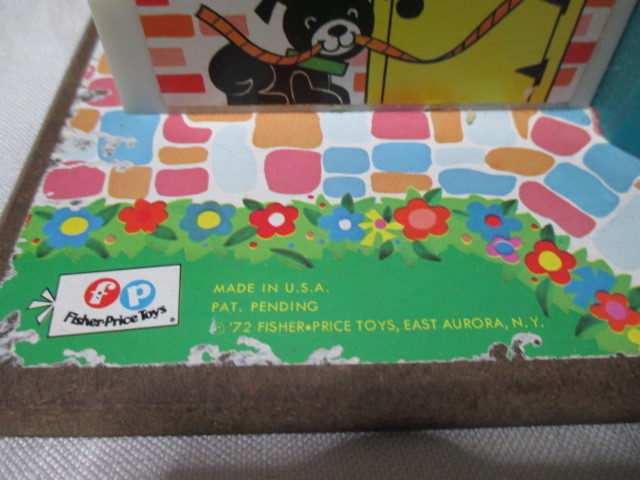 fp
Fisher-Price Toys®
MADE IN U.S.A.
PAT. PENDING
© '72 FISHER•PRICE TOYS, EAST AURORA, N.Y.